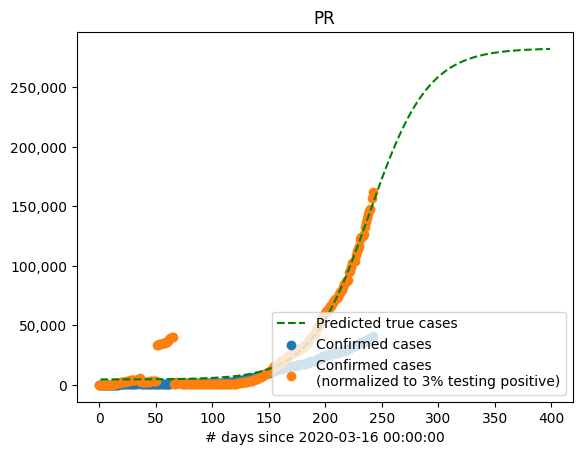 PR
250,000
200,000
150,000
100,000
50,000
0
Predicted true cases
Confirmed cases
Confirmed cases
(normalized to 3% testing positive)
0 50 100 150 200 250 300 350 400
# days since 2020-03-16 00:00:00